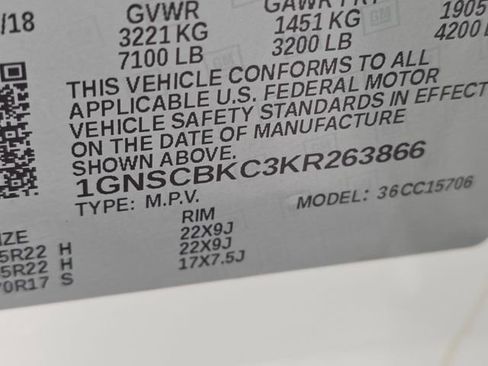 /18
GVWR
3221 KG
7100 LB
GAWR FRT
1451 KG
3200 LB
1905
4200 L
THIS VEHICLE CONFORMS TO ALL
APPLICABLE U.S. FEDERAL MOTOR
VEHICLE SAFETY STANDARDS IN EFFECT
ON THE DATE OF MANUFACTURE
SHOWN ABOVE.
1GNSCBKC3KR263866
TYPE: M.P.V.
MODEL: 36CC15706
IZE
RIM
5R22 H 22X9J
5R22 H 22X9J
0R17 S 17X7.5J